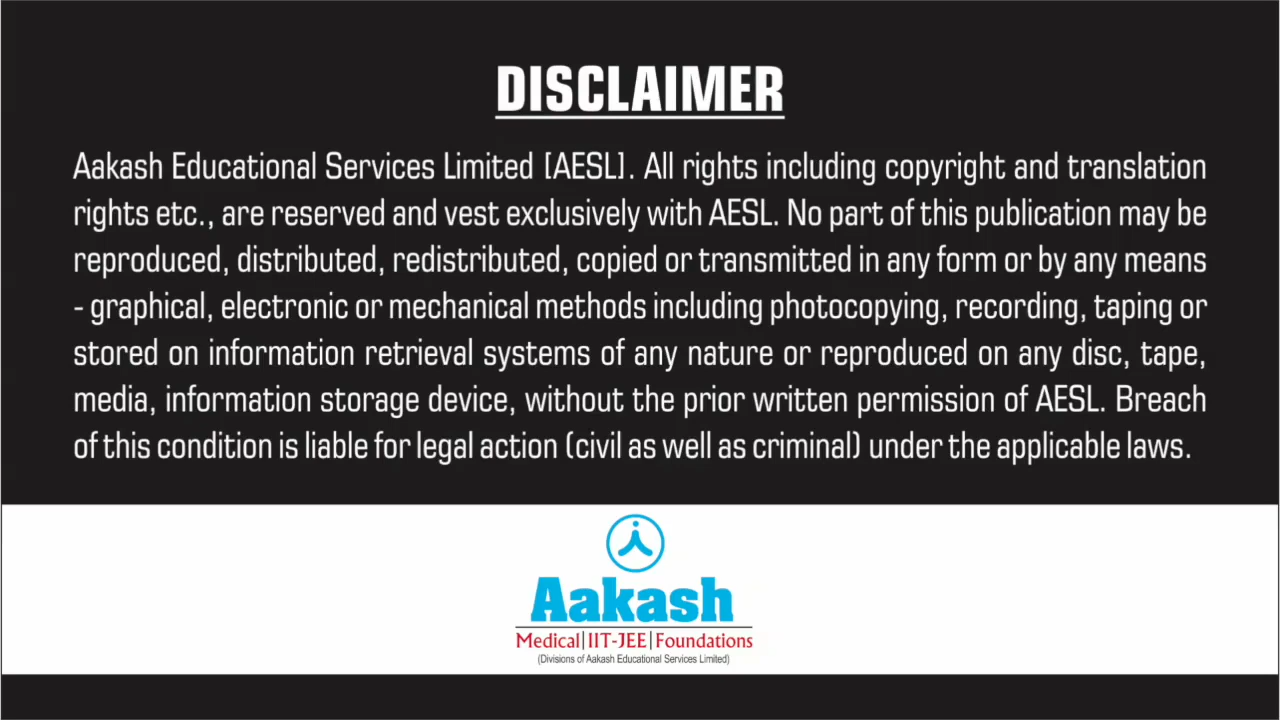 DISCLAIMER
Aakash Educational Services Limited [AESL]. All rights including copyright and translation
rights etc., are reserved and vest exclusively with AESL. No part of this publication may be
reproduced, distributed, redistributed, copied or transmitted in any form or by any means
- graphical, electronic or mechanical methods including photocopying, recording, taping or
stored on information retrieval systems of any nature or reproduced on any disc, tape,
media, information storage device, without the prior written permission of AESL. Breach
of this condition is liable for legal action (civil as well as criminal) under the applicable laws.
Aakash
Medical|IIT-JEE|Foundations
(Divisions of Aakash Educational Services Limited)